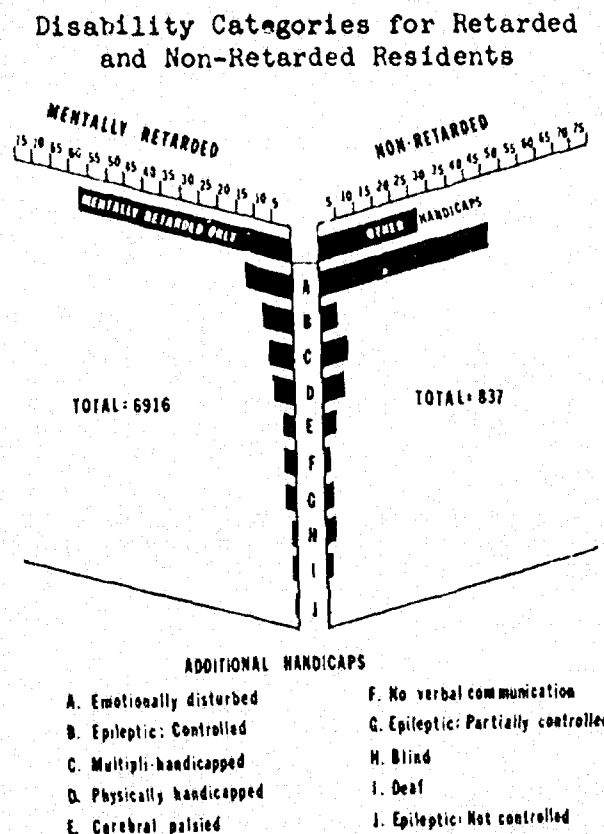 Disability Categories for Retarded
and Non-Retarded Residents
MENTALLY RETARDED
NON-RETARDED
75 70 65 60 55 50 45 40 35 30 25 20 15 10 5
5 10 15 20 25 30 35 40 45 50 55 60 65 70 75
MENTALLY RETARDED ONLY
OTHER HANDICAPS
A
B
C
D
E
F
G
H
I
J
TOTAL: 6916
TOTAL: 837
ADDITIONAL HANDICAPS
A. Emotionally disturbed
B. Epileptic: Controlled
C. Multipli-handicapped
D. Physically handicapped
E. Cerebral palsied
F. No verbal communication
G. Epileptic: Partially controlled
H. Blind
I. Deaf
J. Epileptic: Not controlled